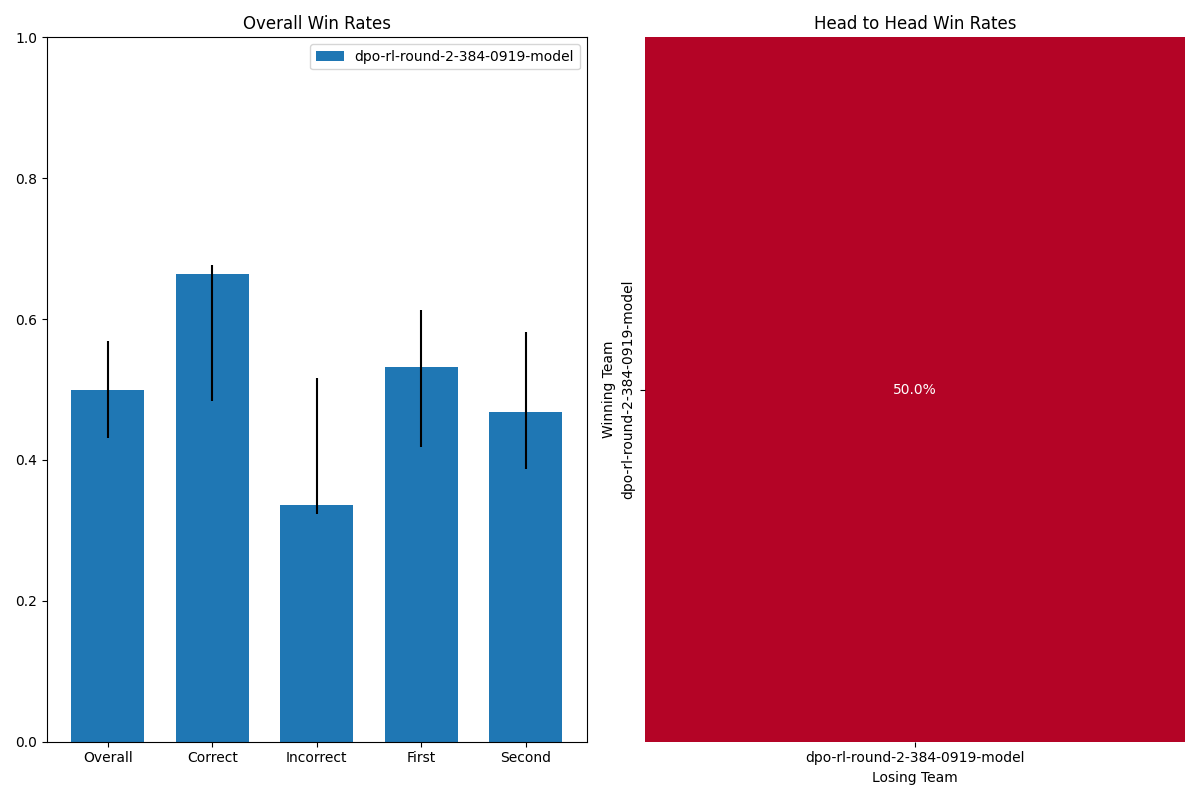 Overall Win Rates
dpo-rl-round-2-384-0919-model
1.0
0.8
0.6
0.4
0.2
0.0
Overall
Correct
Incorrect
First
Second
Head to Head Win Rates
Winning Team
dpo-rl-round-2-384-0919-model
50.0%
dpo-rl-round-2-384-0919-model
Losing Team